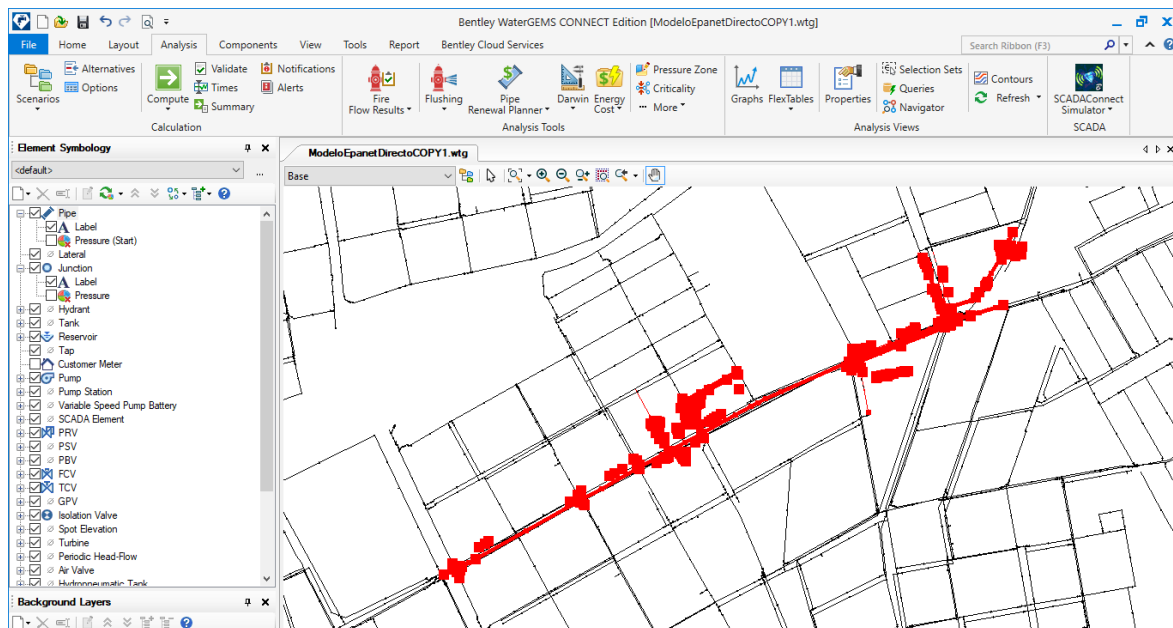 Bentley WaterGEMS CONNECT Edition [ModeloEpanetDirectoCOPY1.wtg]
File Home Layout Analysis Components View Tools Report Bentley Cloud Services Search Ribbon (F3)
Scenarios
Alternatives
Options
Compute
Validate
Times
Summary
Notifications
Alerts
Calculation
Fire
Flow Results
Flushing
Pipe
Renewal Planner
Darwin
Energy
Cost
Pressure Zone
Criticality
More
Analysis Tools
Graphs
FlexTables
Properties
Selection Sets
Queries
Navigator
Contours
Refresh
Analysis Views
SCADAConnect
Simulator
SCADA
Element Symbology
<default>
...
Pipe
Label
Pressure (Start)
Lateral
Junction
Label
Pressure
Hydrant
Tank
Reservoir
Tap
Customer Meter
Pump
Pump Station
Variable Speed Pump Battery
SCADA Element
PRV
PSV
PBV
FCV
TCV
GPV
Isolation Valve
Spot Elevation
Turbine
Periodic Head-Flow
Air Valve
Hydropneumatic Tank
Background Layers
ModeloEpanetDirectoCOPY1.wtg
Base